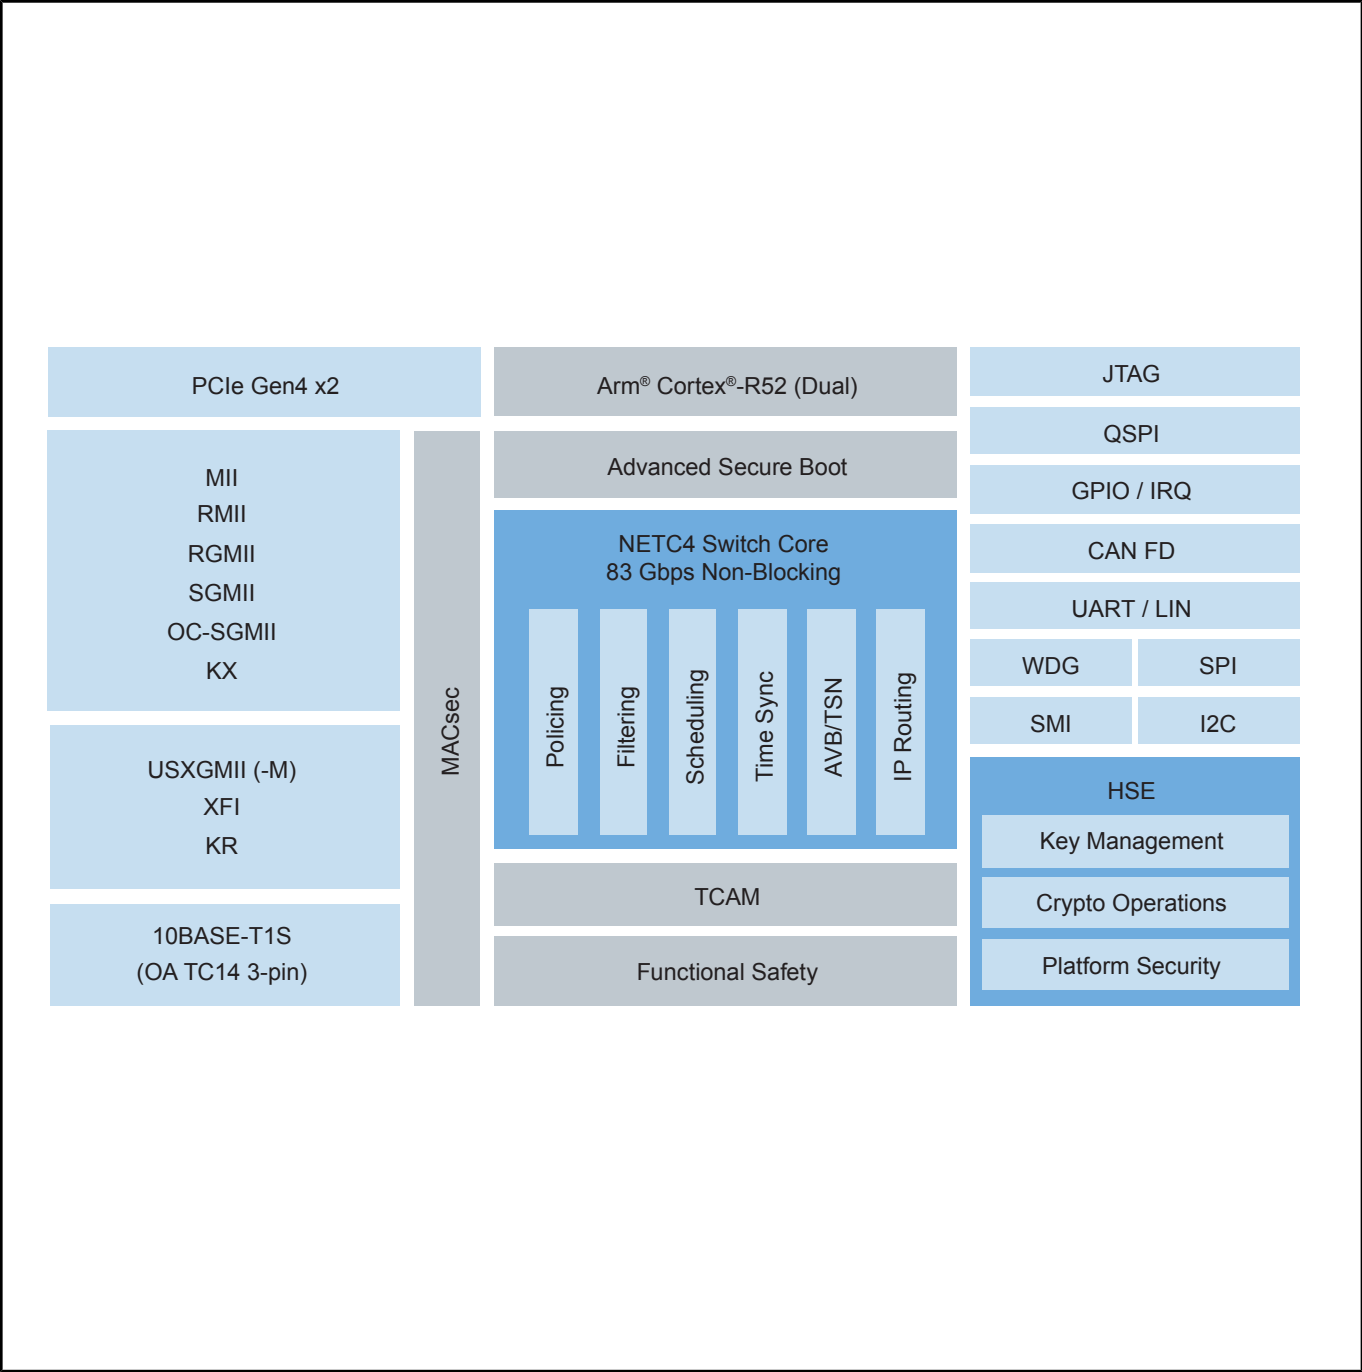 PCIe Gen4 x2
MII
RMII
RGMII
SGMII
OC-SGMII
KX
USXGMII (-M)
XFI
KR
10BASE-T1S
(OA TC14 3-pin)
MACsec
Arm® Cortex®-R52 (Dual)
Advanced Secure Boot
NETC4 Switch Core
83 Gbps Non-Blocking
Policing
Filtering
Scheduling
Time Sync
AVB/TSN
IP Routing
TCAM
Functional Safety
JTAG
QSPI
GPIO / IRQ
CAN FD
UART / LIN
WDG
SPI
SMI
I2C
HSE
Key Management
Crypto Operations
Platform Security